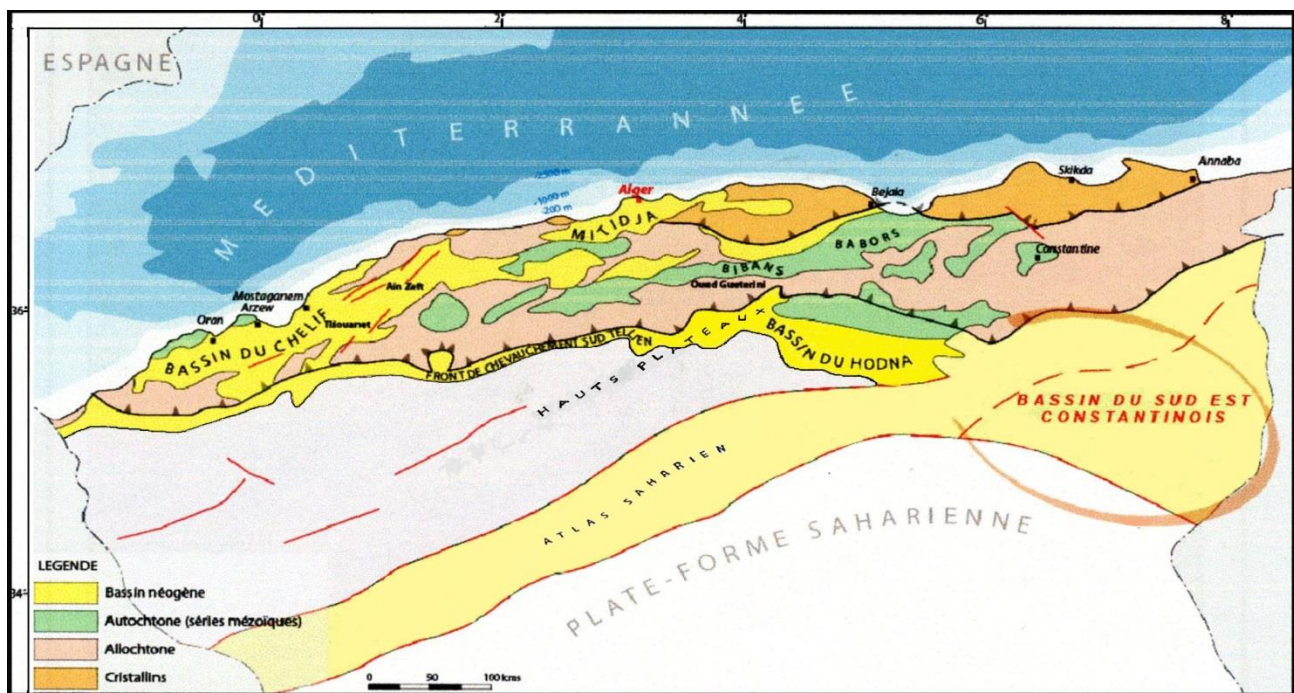 0
2
4
6
8
ESPAGNE
MEDITERRANNEE
-2500 m
-1000 m
-200 m
Alger
Bejaia
Skikda
Annaba
MITIDJA
Constantine
BABORS
BIBANS
Oued Gueterini
Ain Zeft
Mostaganem
Arzew
Oran
Tliouanet
36
BASSIN DU CHELIF
FRONT DE CHEVAUCHEMENT SUD TELLIEN
HAUTS PLATEAUX
BASSIN DU HODNA
BASSIN DU SUD EST
CONSTANTINOIS
ATLAS SAHARIEN
PLATE-FORME SAHARIENNE
34
LEGENDE
Bassin néogène
Autochtone (séries mézoïques)
Allochtone
Cristallins
0 50 100 kms